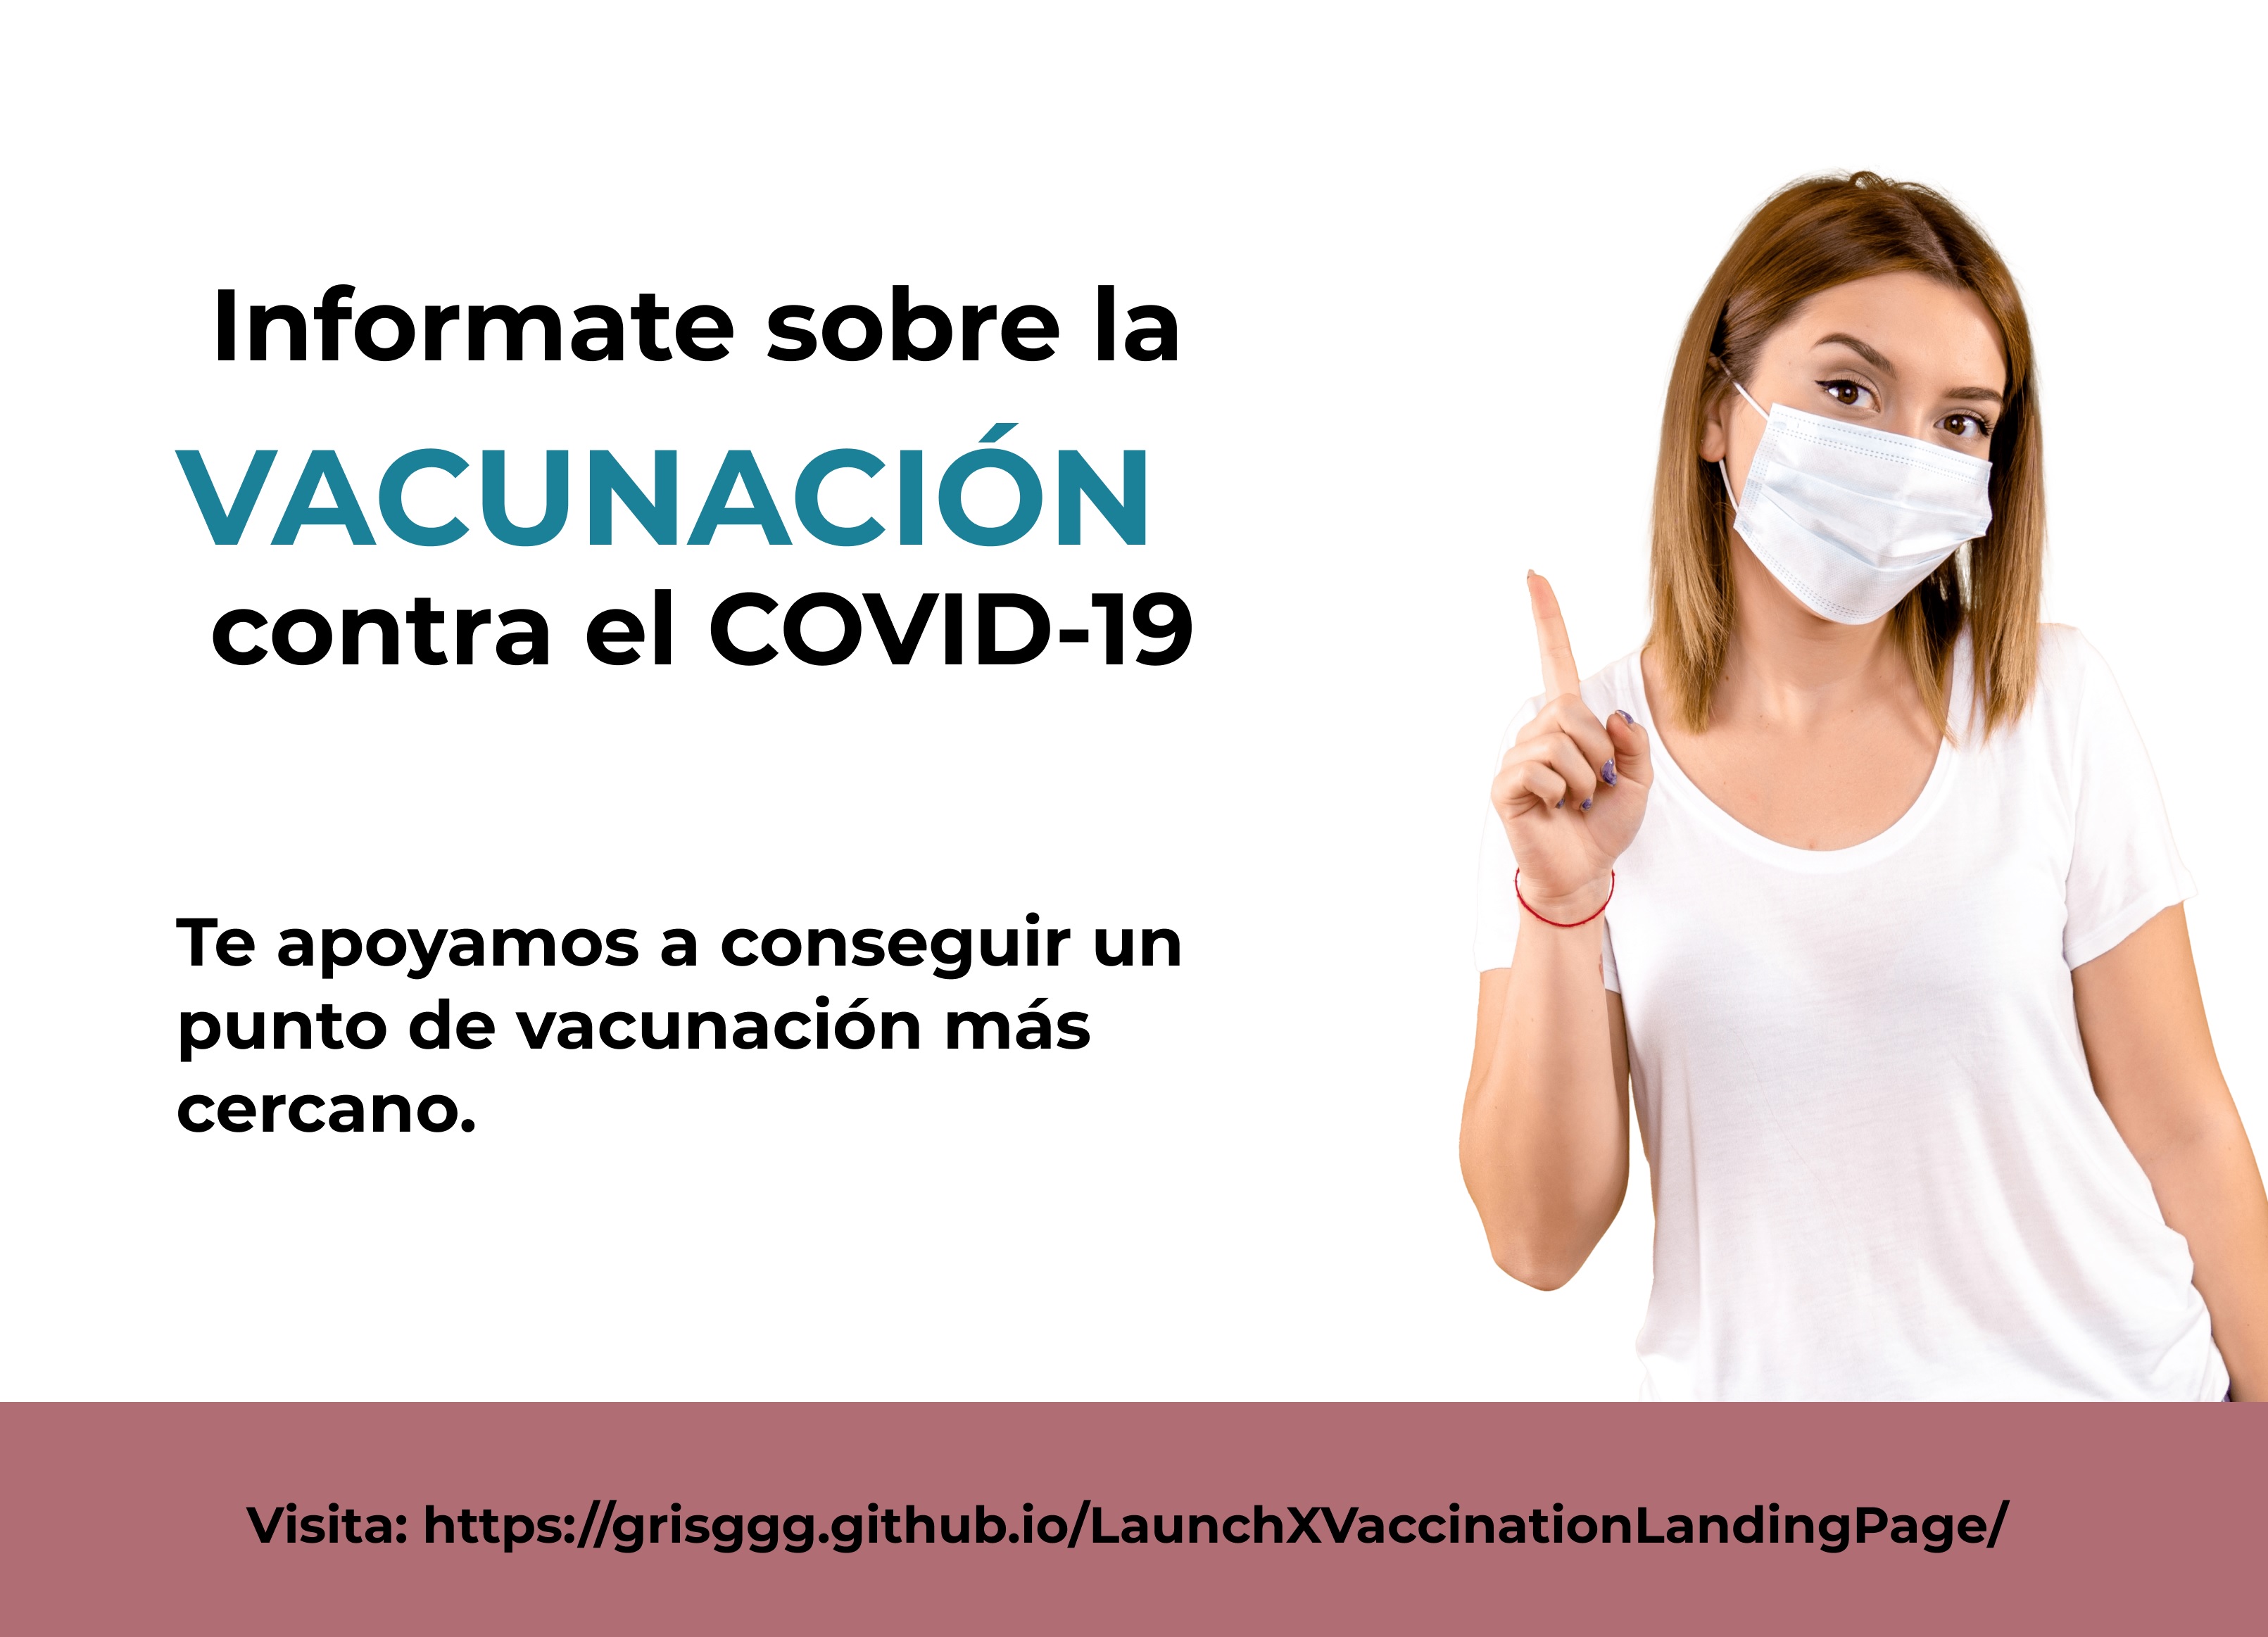 Informate sobre la
VACUNACIÓN
contra el COVID-19
Te apoyamos a conseguir un
punto de vacunación más
cercano.
Visita: https://grisggg.github.io/LaunchXVaccinationLandingPage/